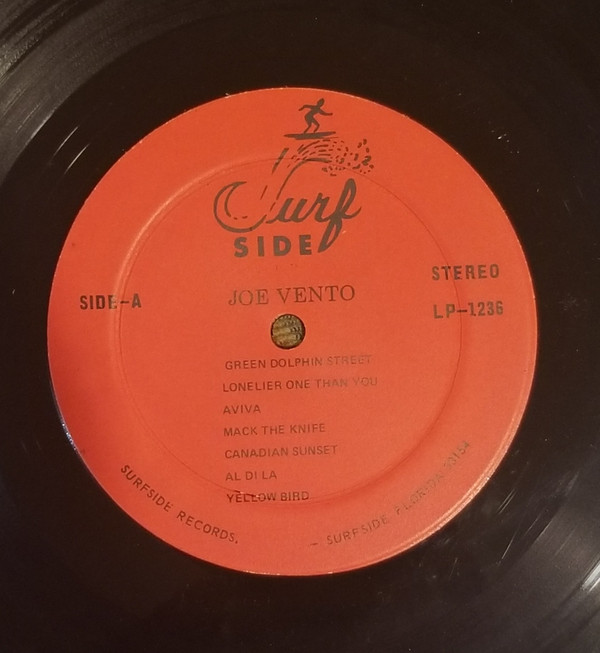 Surf
SIDE
SIDE-A
STEREO
LP-1236
JOE VENTO
GREEN DOLPHIN STREET
LONELIER ONE THAN YOU
AVIVA
MACK THE KNIFE
CANADIAN SUNSET
AL DI LA
YELLOW BIRD
SURFSIDE RECORDS.
— SURFSIDE FLORIDA 33154